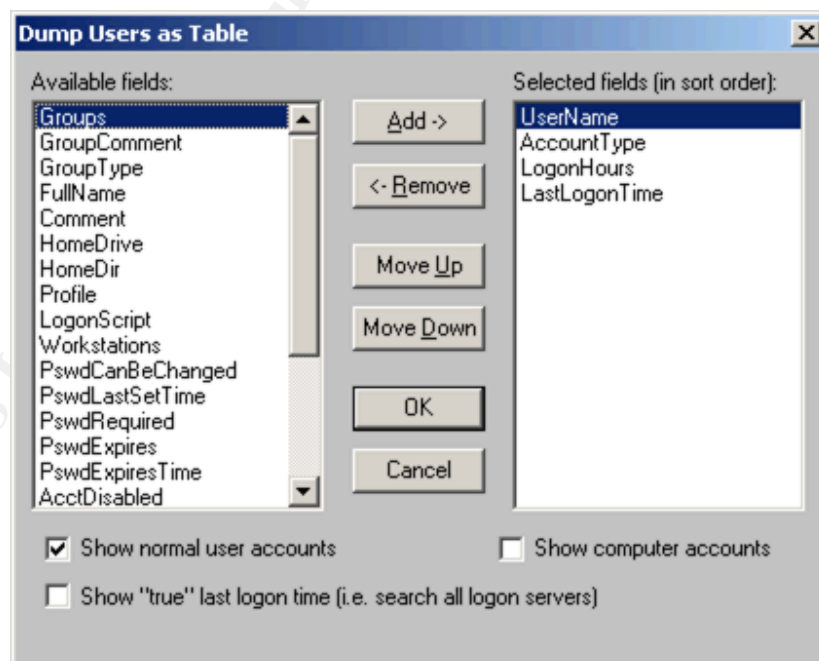 Dump Users as Table
Available fields:
Groups
GroupComment
GroupType
FullName
Comment
HomeDrive
HomeDir
Profile
LogonScript
Workstations
PswdCanBeChanged
PswdLastSetTime
PswdRequired
PswdExpires
PswdExpiresTime
AcctDisabled
Add ->
<- Remove
Move Up
Move Down
OK
Cancel
Selected fields (in sort order):
UserName
AccountType
LogonHours
LastLogonTime
Show normal user accounts
Show computer accounts
Show "true" last logon time (i.e. search all logon servers)